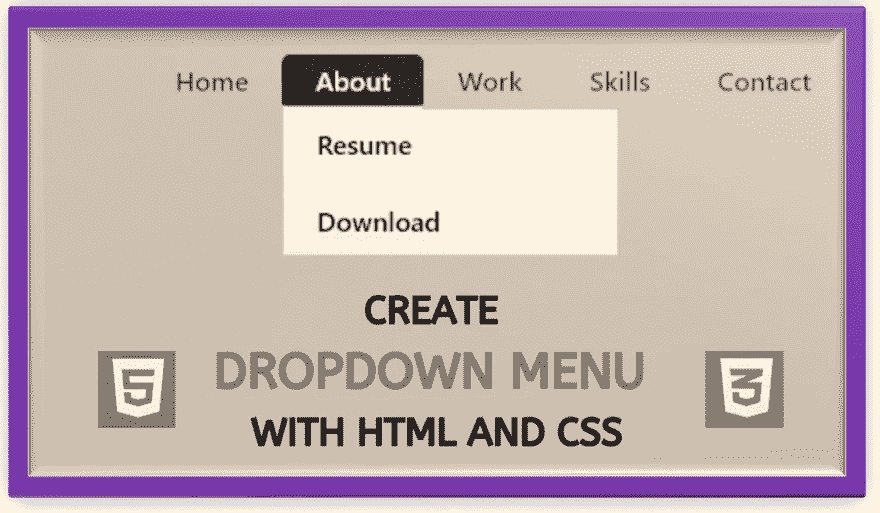 Home About Work Skills Contact
Resume
Download
CREATE
DROPDOWN MENU
WITH HTML AND CSS
5 3